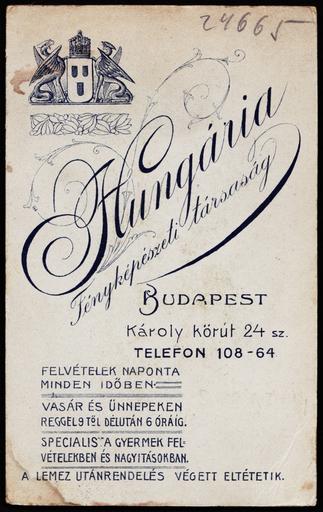 24665
Hungária
Fényképészeti társaság
BUDAPEST
Károly körút 24 sz.
TELEFON 108-64
FELVÉTELEK NAPONTA
MINDEN IDŐBEN
VASÁR ÉS ÜNNEPEKEN
REGGEL 9 TŐL DÉLUTÁN 6 ÓRÁIG.
SPECIALISTA GYERMEK FEL-
VÉTELEKBEN ÉS NAGYITÁSOKBAN.
A LEMEZ UTÁNRENDELÉS VÉGETT ELTÉTETIK.